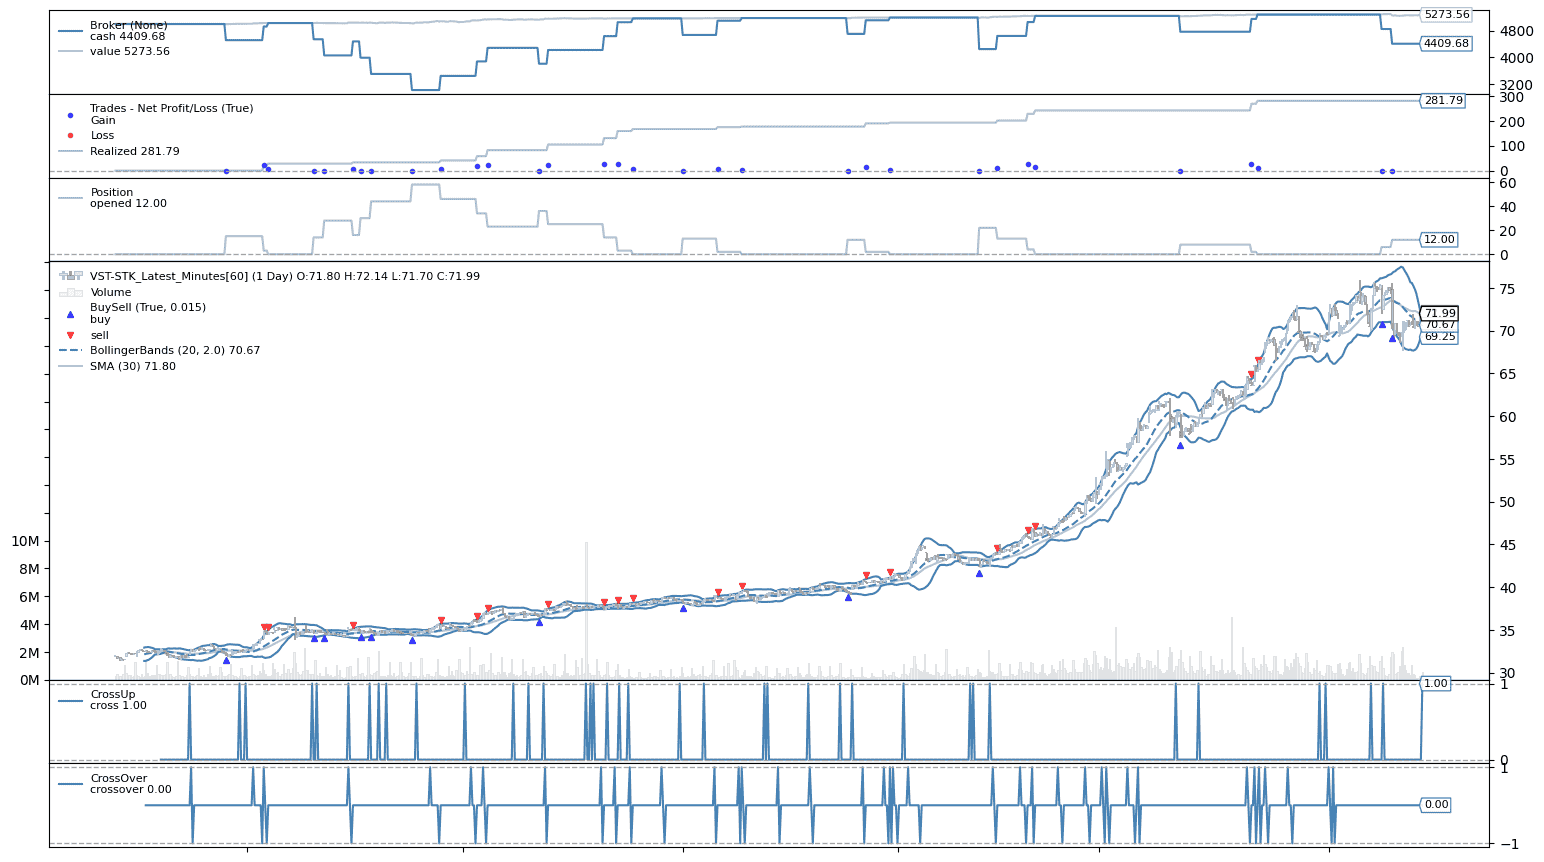 Broker (None)
cash 4409.68
value 5273.56
5273.56
4800
4409.68
4000
3200
Trades - Net Profit/Loss (True)
Gain
Loss
Realized 281.79
300
281.79
200
100
0
Position
opened 12.00
60
40
20
12.00
0
VST-STK_Latest_Minutes[60] (1 Day) O:71.80 H:72.14 L:71.70 C:71.99
Volume
BuySell (True, 0.015)
buy
sell
BollingerBands (20, 2.0) 70.67
SMA (30) 71.80
75
71.99
70.67
70
69.25
65
60
55
50
45
40
35
30
10M
8M
6M
4M
2M
0M
CrossUp
cross 1.00
1.00
1
0
CrossOver
crossover 0.00
1
0.00
−1